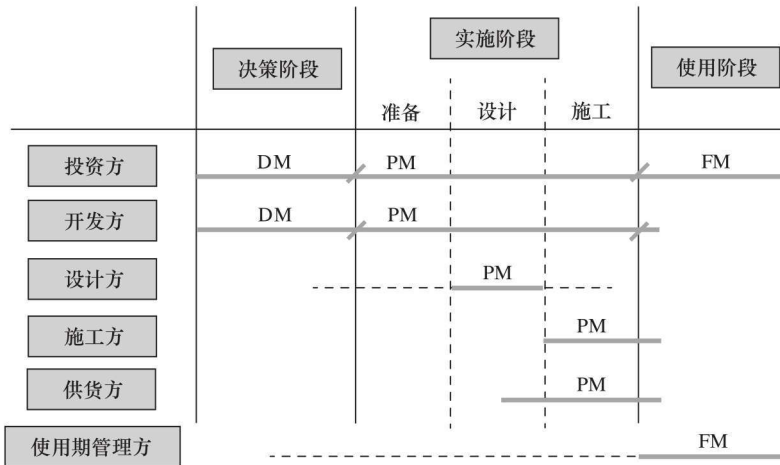 决策阶段
实施阶段
使用阶段
准备
设计
施工
投资方
DM
PM
FM
开发方
DM
PM
设计方
PM
施工方
PM
供货方
PM
使用期管理方
FM